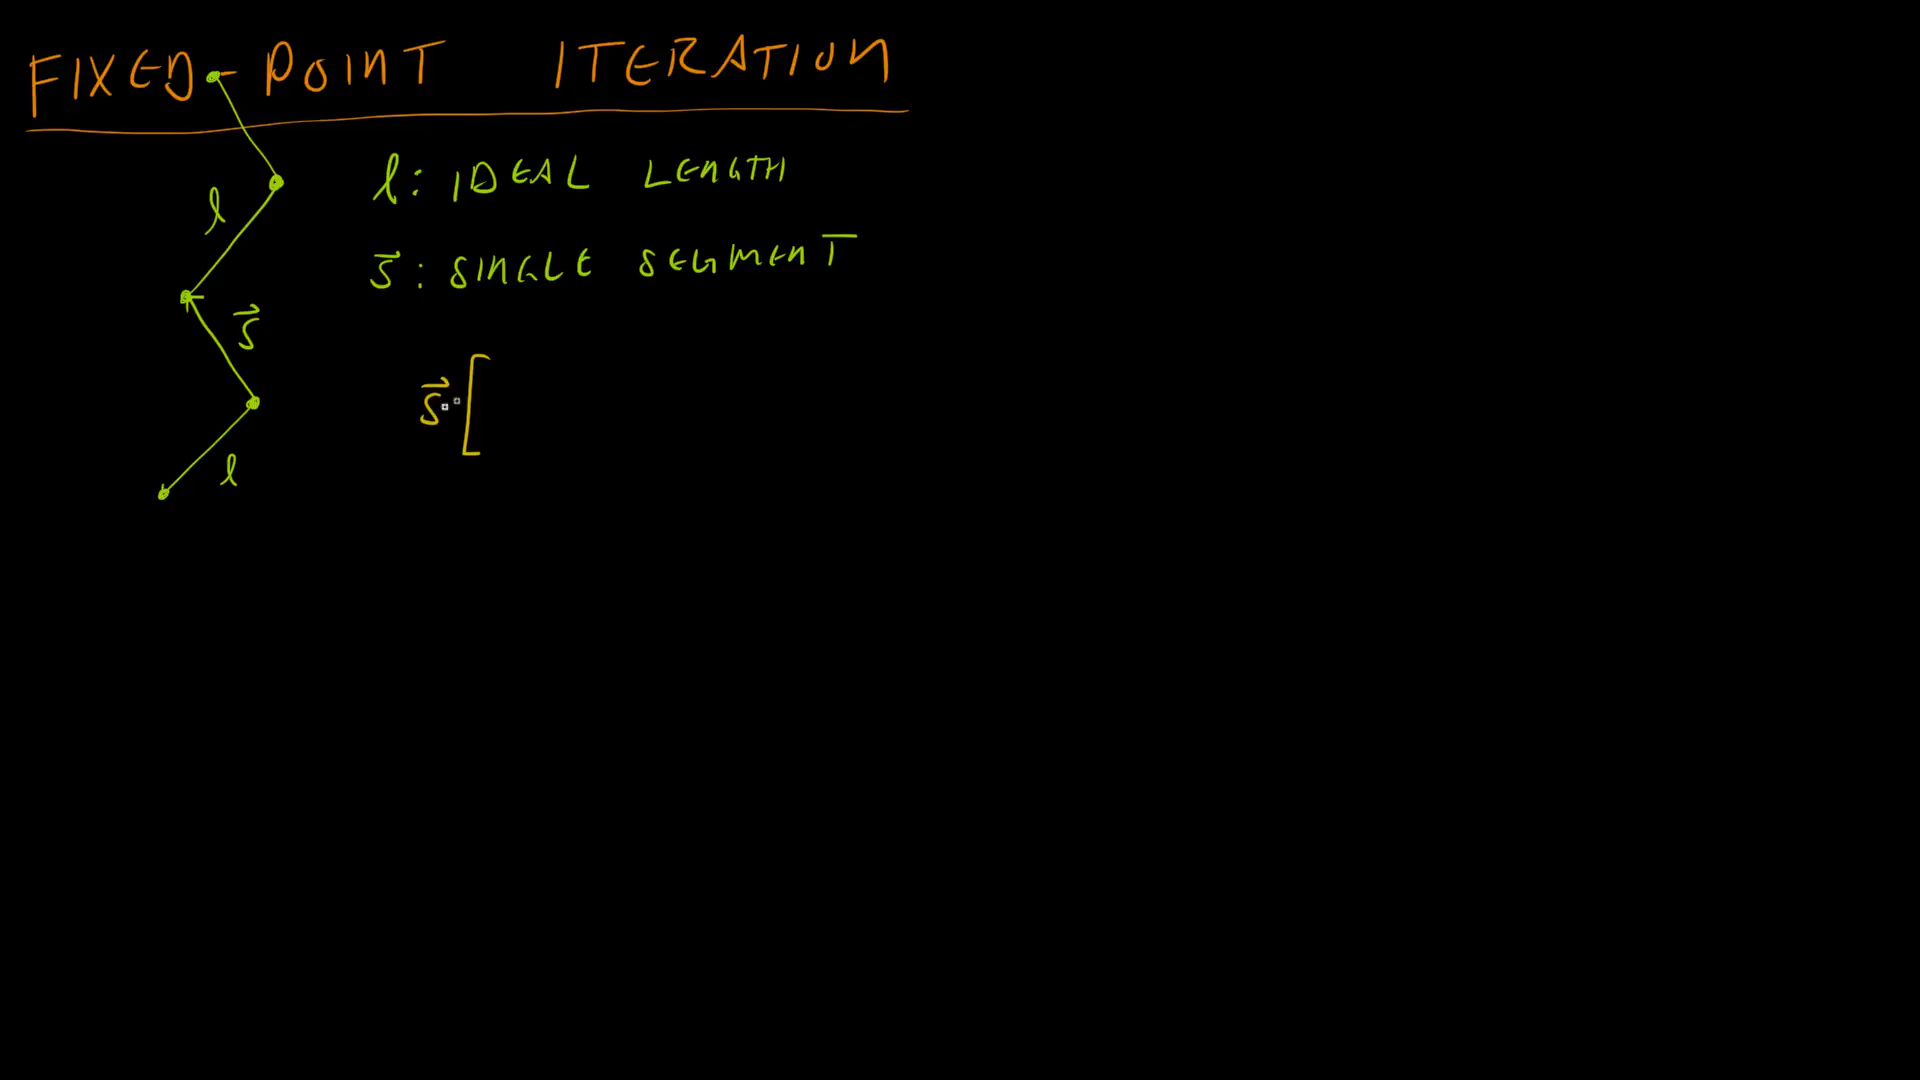 FIXED-POINT ITERATION
l: IDEAL LENGTH
l
s⃗: SINGLE SEGMENT
s⃗
s⃗ · [
l